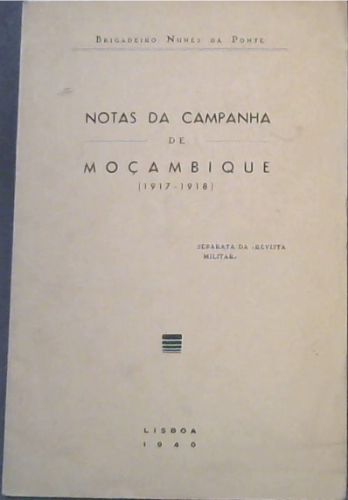 BRIGADEIRO NUNES DA PONTE
NOTAS DA CAMPANHA
DE
MOÇAMBIQUE
(1917-1918)
SEPARATA DA «REVISTA
MILITAR»
LISBOA
1940